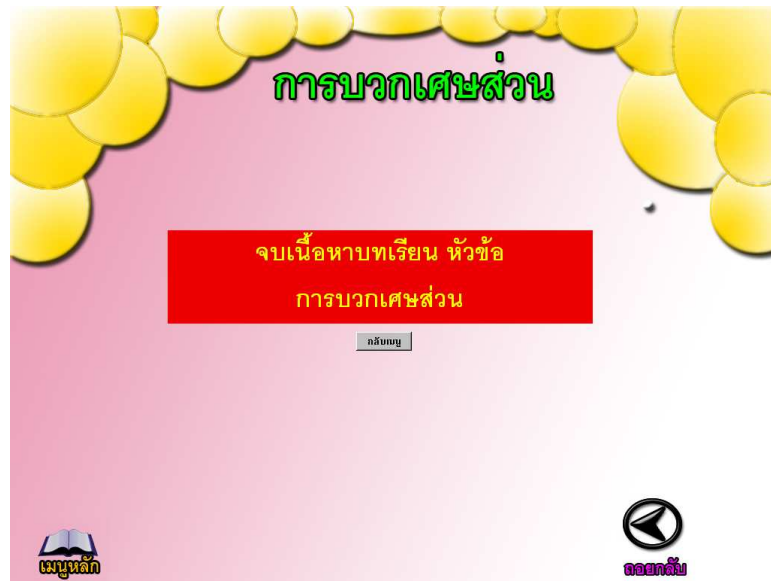 การบวกเศษส่วน
จบเนื้อหาบทเรียน หัวข้อ
การบวกเศษส่วน
กลับเมนู
เมนูหลัก
ถอยกลับ